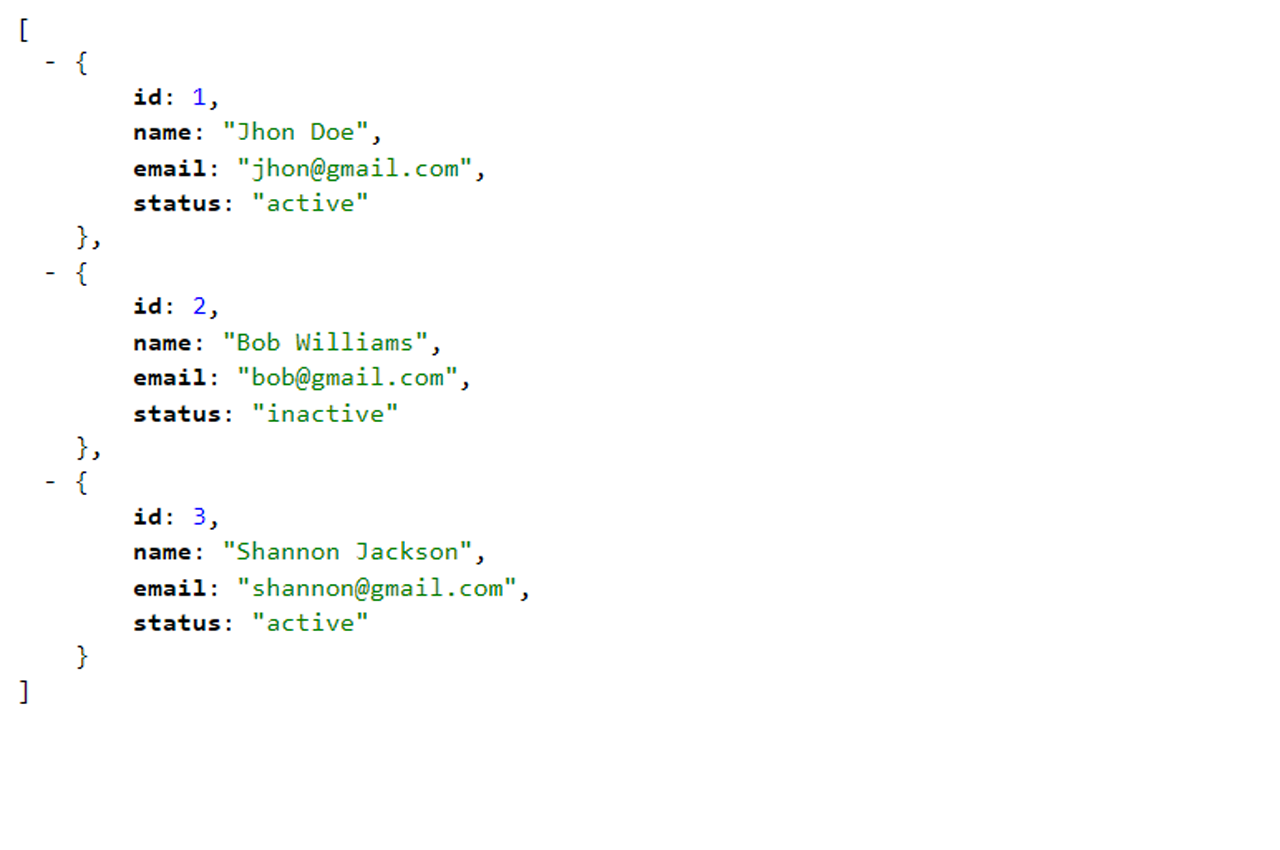 [
- {
id: 1,
name: "Jhon Doe",
email: "jhon@gmail.com",
status: "active"
},
- {
id: 2,
name: "Bob Williams",
email: "bob@gmail.com",
status: "inactive"
},
- {
id: 3,
name: "Shannon Jackson",
email: "shannon@gmail.com",
status: "active"
}
]